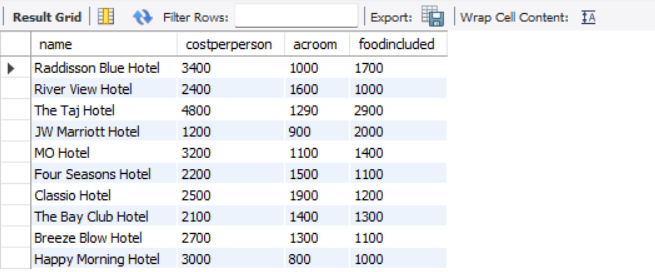 Result Grid Filter Rows: Export: Wrap Cell Content: IA
name costperperson acroom foodincluded
Raddisson Blue Hotel 3400 1000 1700
River View Hotel 2400 1600 1000
The Taj Hotel 4800 1290 2900
JW Marriott Hotel 1200 900 2000
MO Hotel 3200 1100 1400
Four Seasons Hotel 2200 1500 1100
Classio Hotel 2500 1900 1200
The Bay Club Hotel 2100 1400 1300
Breeze Blow Hotel 2700 1300 1100
Happy Morning Hotel 3000 800 1000